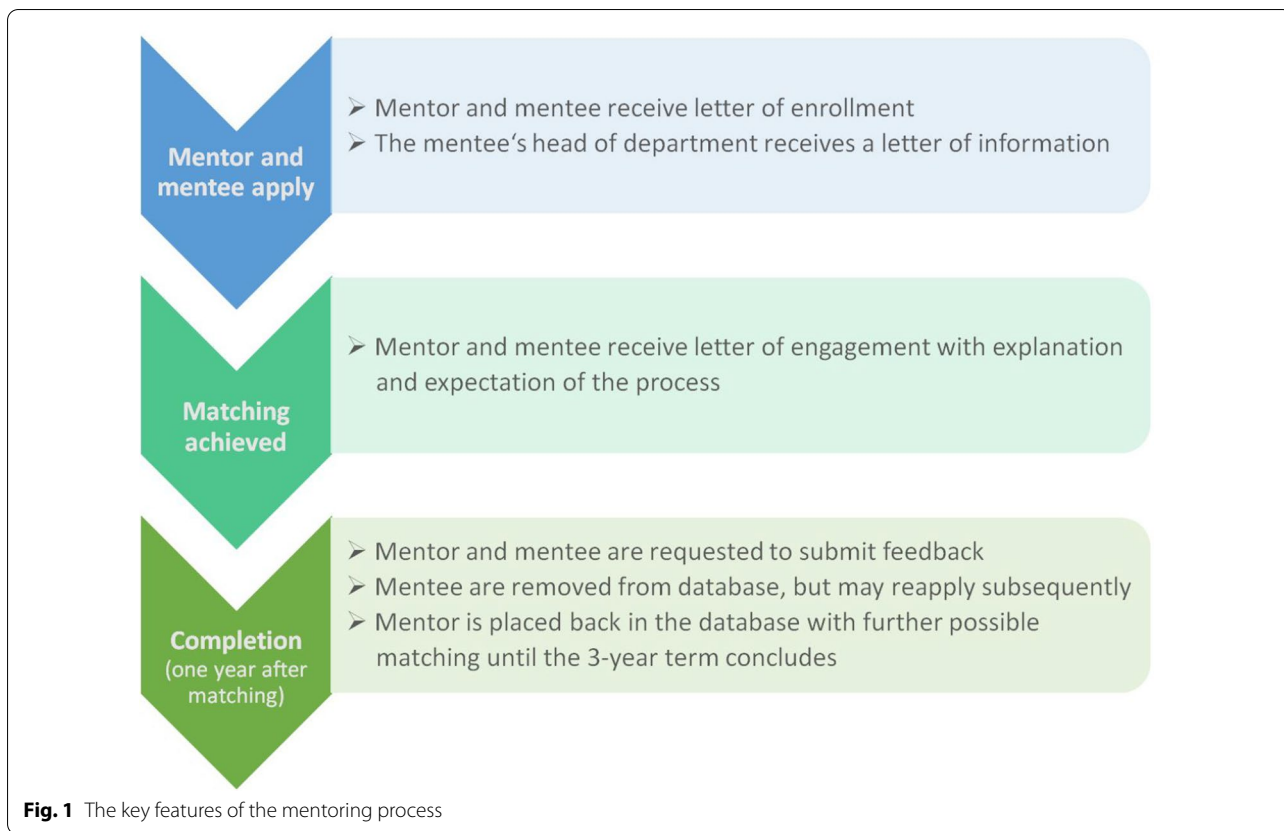 Mentor and
mentee apply
➢ Mentor and mentee receive letter of enrollment
➢ The mentee‘s head of department receives a letter of information
Matching
achieved
➢ Mentor and mentee receive letter of engagement with explanation
and expectation of the process
Completion
(one year after
matching)
➢ Mentor and mentee are requested to submit feedback
➢ Mentee are removed from database, but may reapply subsequently
➢ Mentor is placed back in the database with further possible
matching until the 3-year term concludes
Fig. 1 The key features of the mentoring process